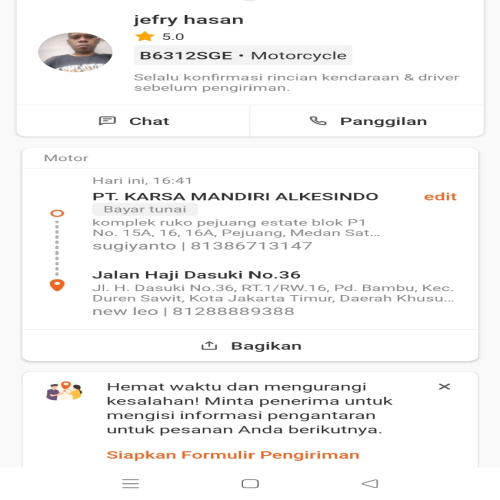 jefry hasan
5.0
B6312SGE • Motorcycle
Selalu konfirmasi rincian kendaraan & driver
sebelum pengiriman.
Chat
Panggilan
Motor
Hari ini, 16:41
PT. KARSA MANDIRI ALKESINDO
edit
Bayar tunai
komplek ruko pejuang estate blok P1
No. 15A, 16, 16A, Pejuang, Medan Sat...
sugiyanto | 81386713147
Jalan Haji Dasuki No.36
Jl. H. Dasuki No.36, RT.1/RW.16, Pd. Bambu, Kec.
Duren Sawit, Kota Jakarta Timur, Daerah Khusu...
new leo | 81288889388
Bagikan
Hemat waktu dan mengurangi
kesalahan! Minta penerima untuk
mengisi informasi pengantaran
untuk pesanan Anda berikutnya.
Siapkan Formulir Pengiriman